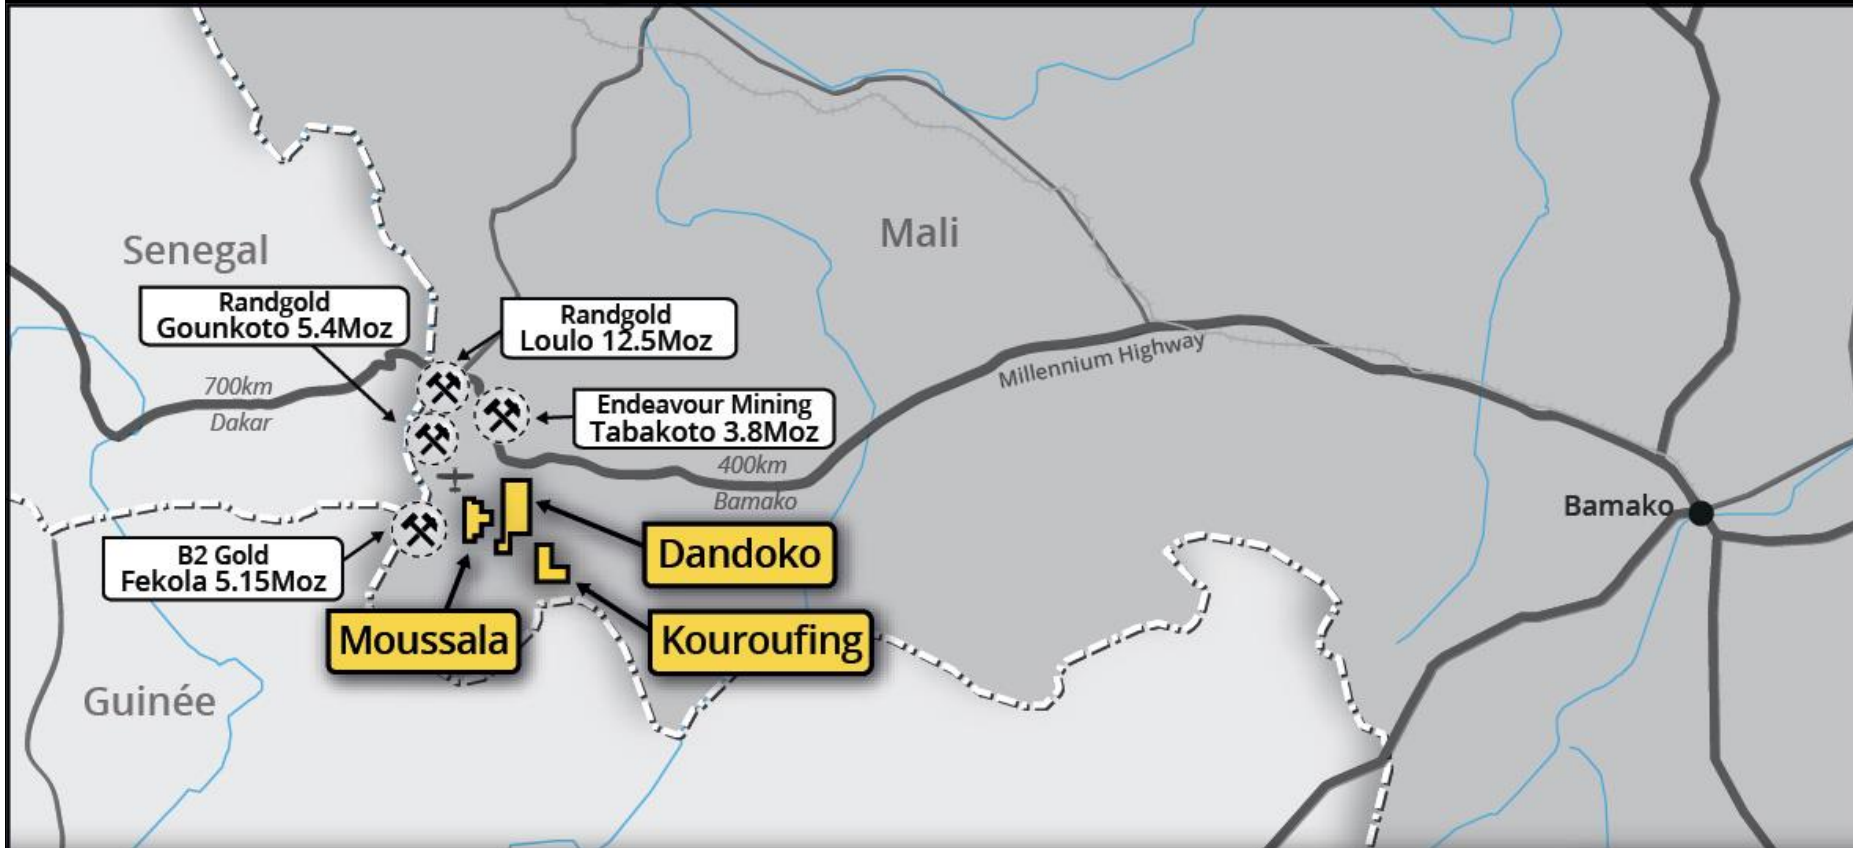 Senegal
Mali
Randgold
Gounkoto 5.4Moz
Randgold
Loulo 12.5Moz
Millennium Highway
700km
Dakar
Endeavour Mining
Tabakoto 3.8Moz
400km
Bamako
Bamako
B2 Gold
Fekola 5.15Moz
Dandoko
Moussala
Kouroufing
Guinée